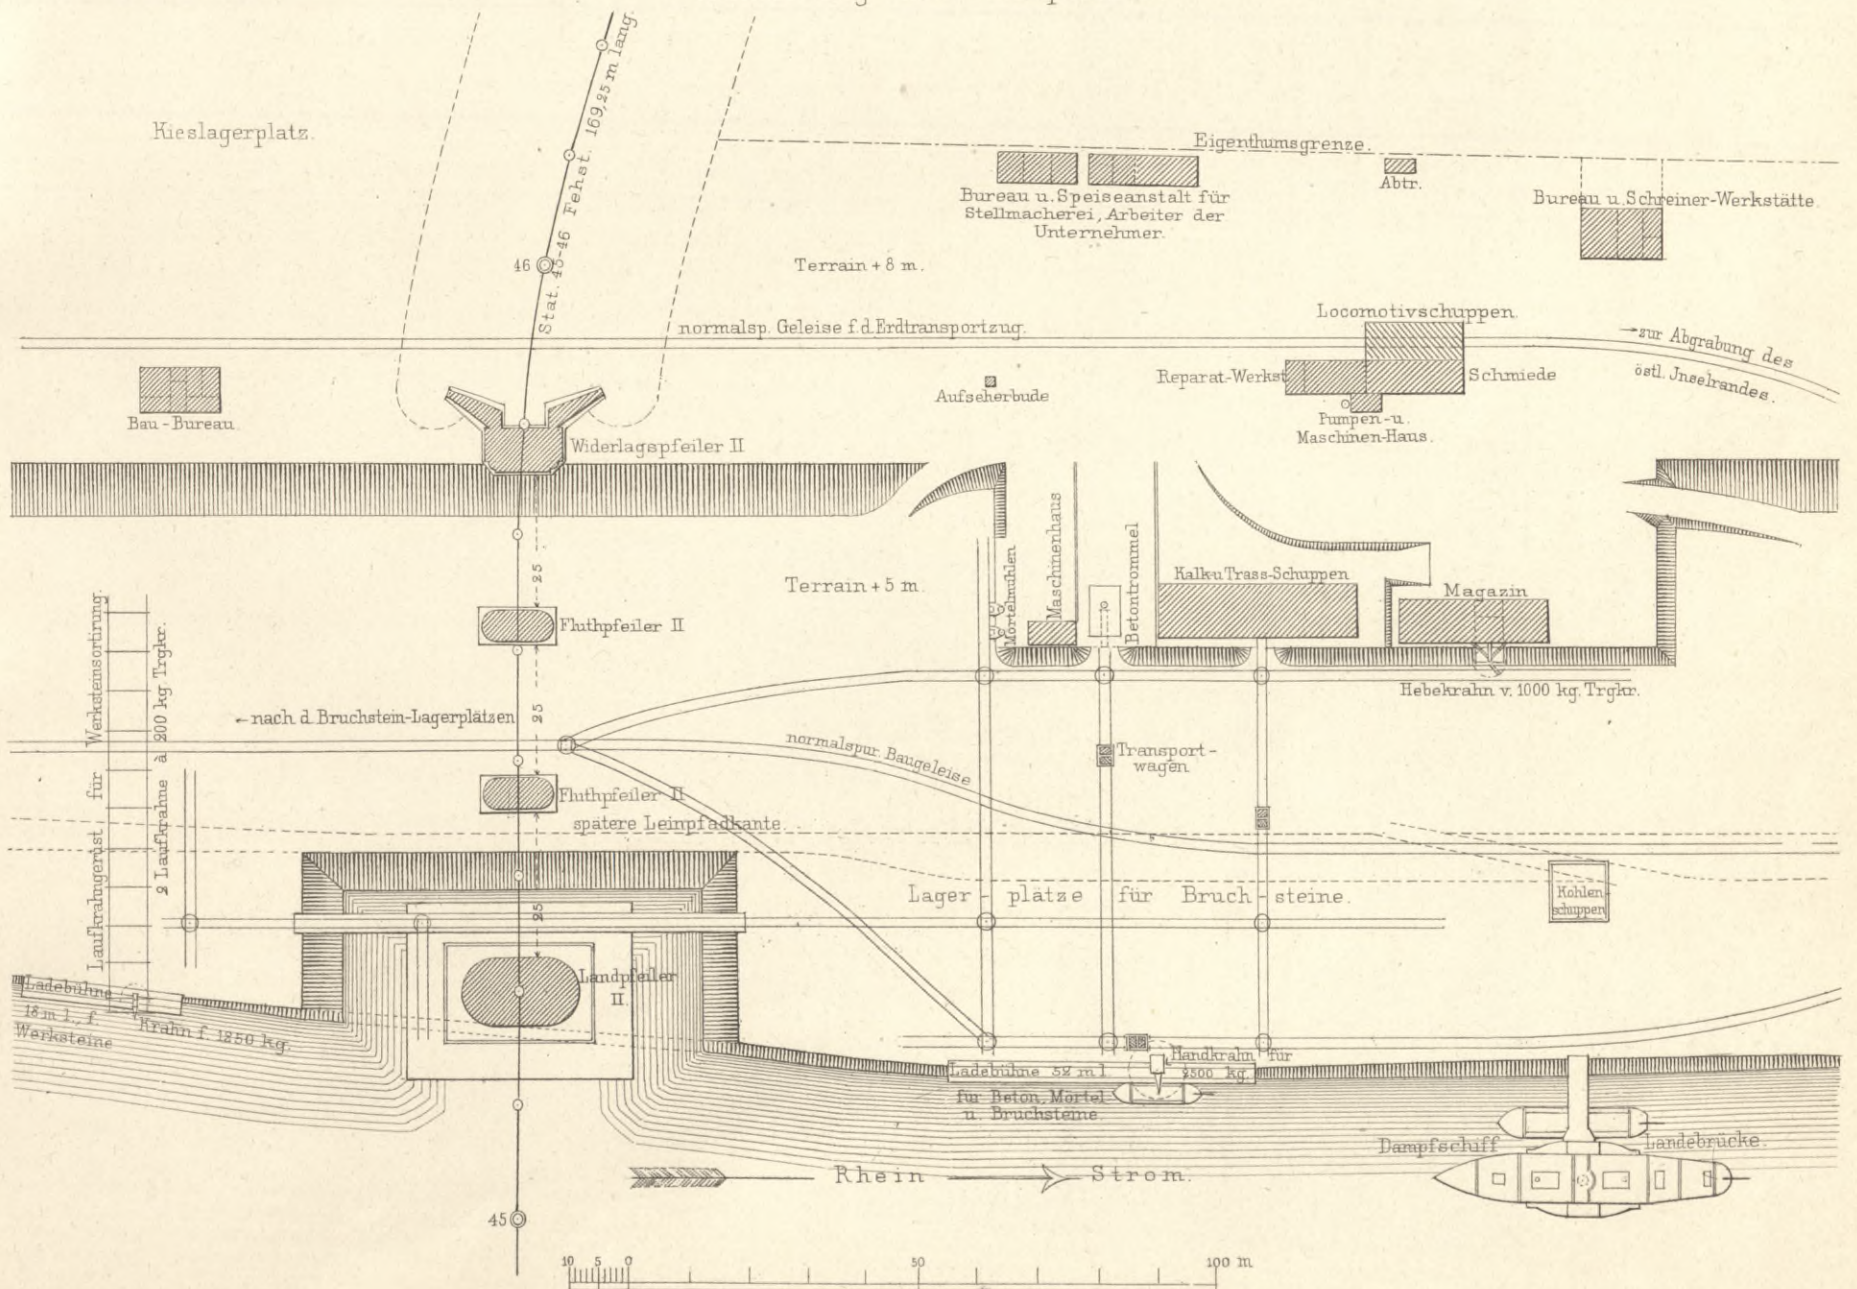 Kieslagerplatz.
Stat. 45-46 Fehst. 169,25 m lang.
46
Eigenthumsgrenze.
Bureau u. Speiseanstalt für
Stellmacherei, Arbeiter der
Unternehmer.
Abtr.
Bureau u. Schreiner-Werkstätte.
Terrain + 8 m.
normalsp. Geleise f. d. Erdtransportzug.
Locomotivschuppen.
→ zur Abgrabung des
östl. Jnselrandes.
Bau-Bureau.
Aufseherbude
Reparat.-Werkst.
Schmiede
Pumpen- u.
Maschinen-Haus.
Widerlagspfeiler II
25
Terrain + 5 m.
Mörtelmühlen
Maschinenhaus
Betontrommel
Kalk u Trass-Schuppen
Magazin
Hebekrahn v. 1000 kg. Trgkr.
Laufkrahngerüst für Werksteinsortirung.
2 Laufkrahne à 200 kg Trgkr.
Fluthpfeiler II
← nach d. Bruchstein-Lagerplätzen
25
normalspur. Baugeleise
Transport-
wagen
Fluthpfeiler II
spätere Leinpfadkante.
25
Lager-plätze für Bruch-steine.
Kohlen
schuppen
Landpfeiler
II.
Ladebühne
18 m l., f.
Werksteine
Krahn f. 1250 kg.
Ladebühne 52 m l.
für Beton, Mörtel
u. Bruchsteine.
Handkrahn für
2500 kg.
Dampfschiff
Landebrücke.
Rhein Strom.
45
10 5 0 50 100 m